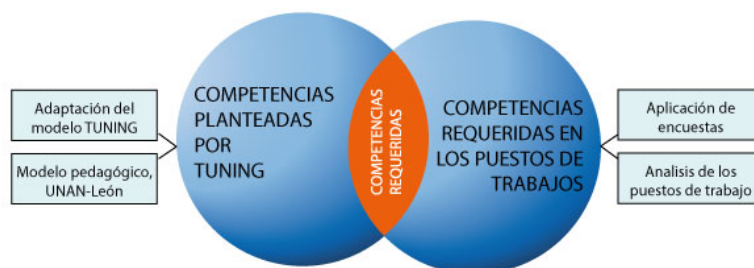 Adaptación del
modelo TUNING
Modelo pedagógico,
UNAN-León
COMPETENCIAS
PLANTEADAS
POR
TUNING
COMPETENCIAS
REQUERIDAS
COMPETENCIAS
REQUERIDAS EN
LOS PUESTOS DE
TRABAJOS
Aplicación de
encuestas
Analisis de los
puestos de trabajo